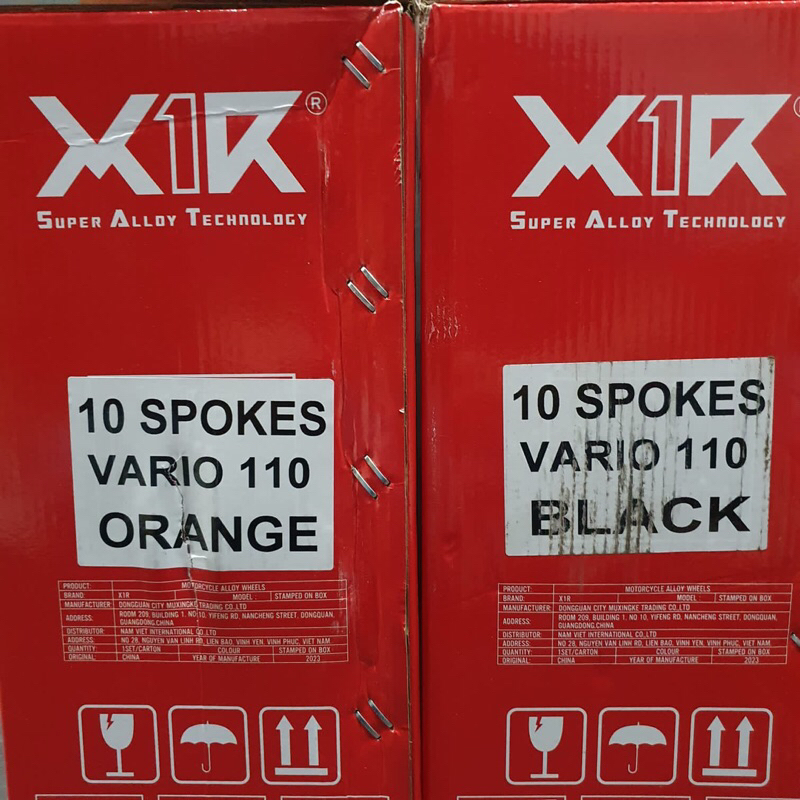 X1R®
SUPER ALLOY TECHNOLOGY
10 SPOKES
VARIO 110
ORANGE
PRODUCT: MOTORCYCLE ALLOY WHEELS
BRAND X1R MODEL: STAMPED ON BOX
MANUFACTURER: DONGGUAN CITY MUXINGKE TRADING CO.,LTD
ADDRESS: ROOM 209, BUILDING 1, NO 10, YIFENG RD, NANCHENG STREET, DONGQUAN,
GUANGDONG CHINA
DISTRIBUTOR: NAM VIET INTERNATIONAL CO.,LTD
ADDRESS: NO 28, NGUYEN VAN LINH RD, LIEN BAO, VINH YEN, VINH PHUC, VIET NAM
QUANTITY: 1SET/CARTON COLOUR STAMPED ON BOX
ORIGINAL: CHINA YEAR OF MANUFACTURE 2023
X1R
SUPER ALLOY TECHNOLOGY
10 SPOKES
VARIO 110
BLACK
PRODUCT: MOTORCYCLE ALLOY WHEELS
BRAND: X1R MODEL: STAMPED ON BOX
MANUFACTURER: DONGGUAN CITY MUXINGKE TRADING CO.,LTD
ADDRESS: ROOM 209, BUILDING 1, NO 10, YIFENG RD, NANCHENG STREET, DONGQUAN,
GUANGDONG CHINA
DISTRIBUTOR: NAM VIET INTERNATIONAL CO.,LTD
ADDRESS: NO 28, NGUYEN VAN LINH RD, LIEN BAO, VINH YEN, VINH PHUC, VIET NAM.
QUANTITY: 1SET/CARTON COLOUR STAMPED ON BOX
ORIGINAL: CHINA YEAR OF MANUFACTURE 2023